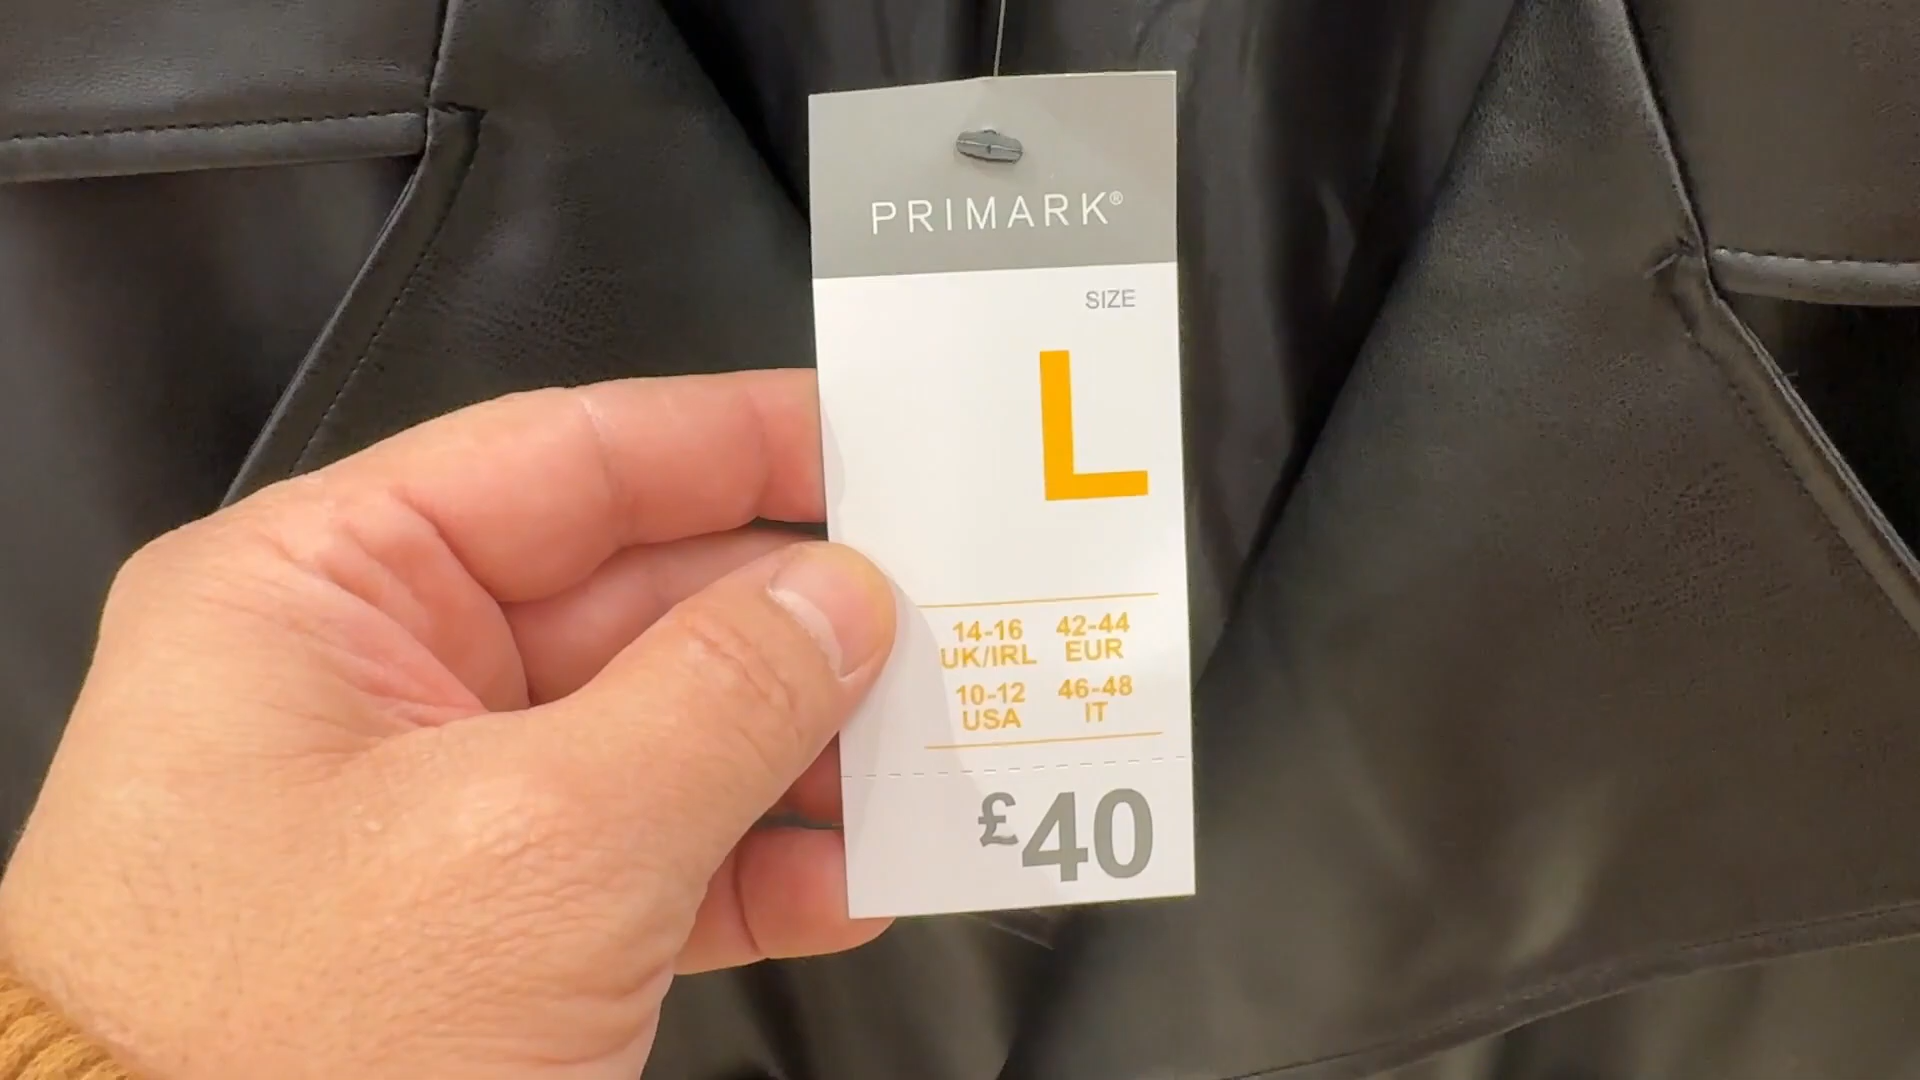 PRIMARK®
SIZE
L
14-16 42-44
UK/IRL EUR
10-12 46-48
USA IT
£40